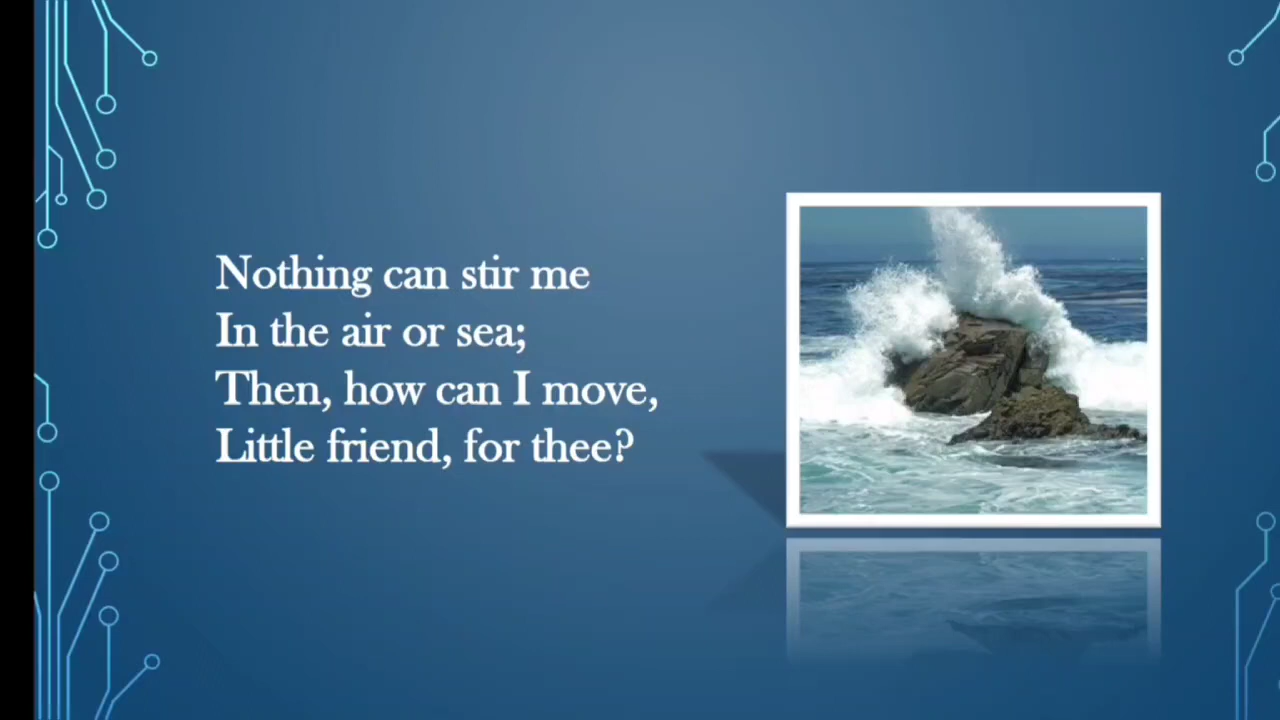 Nothing can stir me
In the air or sea;
Then, how can I move,
Little friend, for thee?